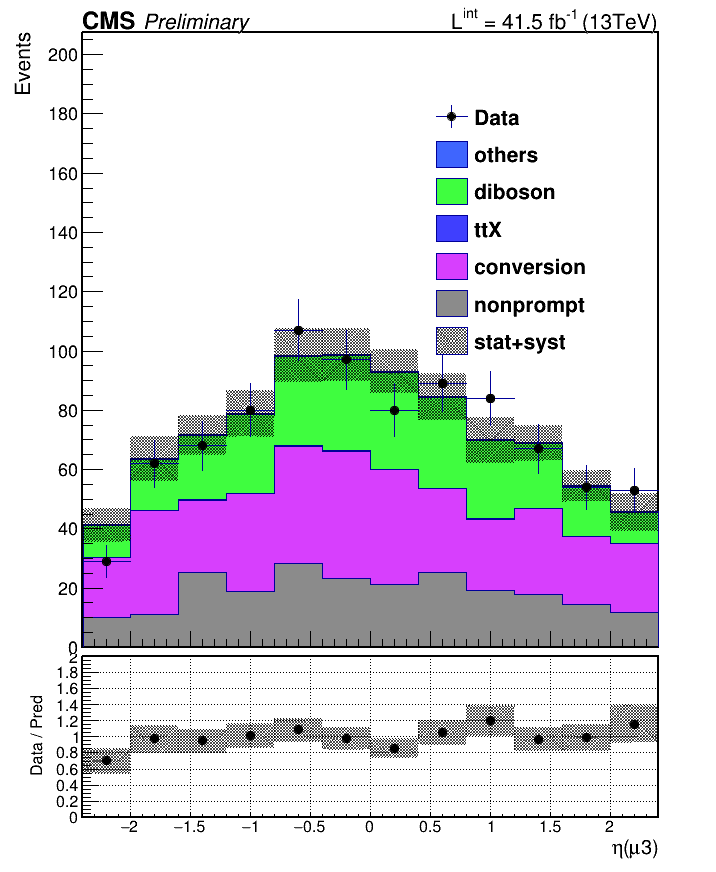 CMS Preliminary
L^int = 41.5 fb^-1 (13TeV)
Events
200
180
160
140
120
100
80
60
40
20
0
Data
others
diboson
ttX
conversion
nonprompt
stat+syst
Data / Pred
2
1.8
1.6
1.4
1.2
1
0.8
0.6
0.4
0.2
0
−2 −1.5 −1 −0.5 0 0.5 1 1.5 2
η(μ3)